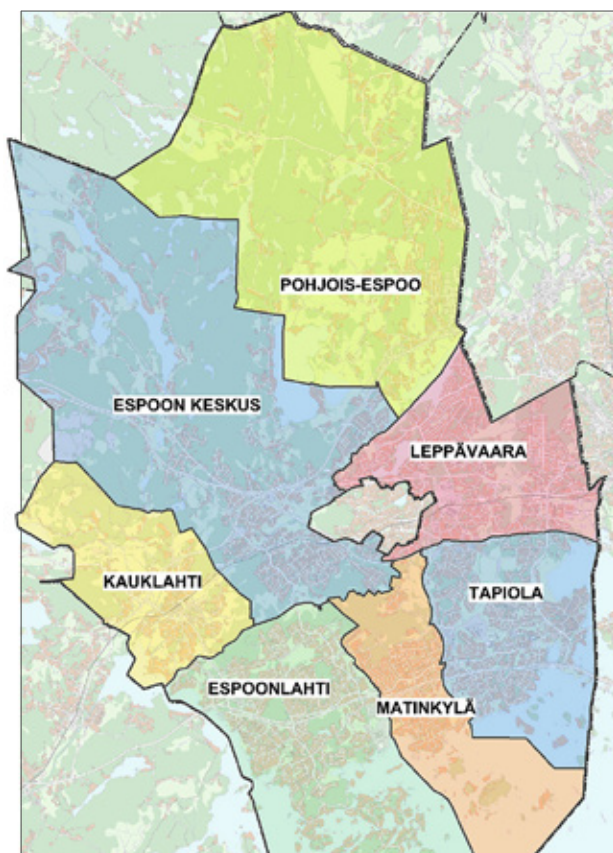 POHJOIS-ESPOO
ESPOON KESKUS
LEPPÄVAARA
KAUKLAHTI
TAPIOLA
ESPOONLAHTI
MATINKYLÄ